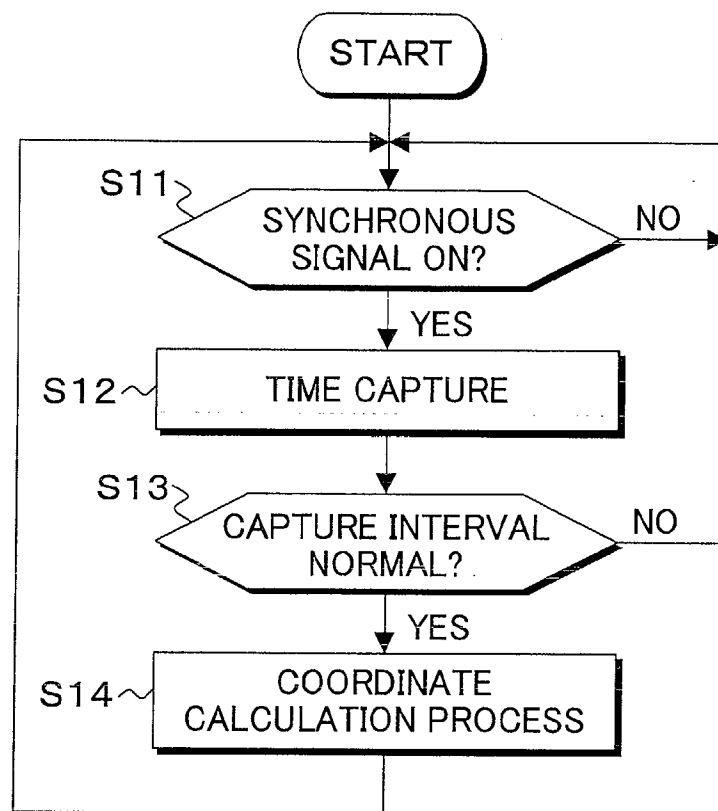 START
S11
SYNCHRONOUS
SIGNAL ON?
NO
YES
S12
TIME CAPTURE
S13
CAPTURE INTERVAL
NORMAL?
NO
YES
S14
COORDINATE
CALCULATION PROCESS